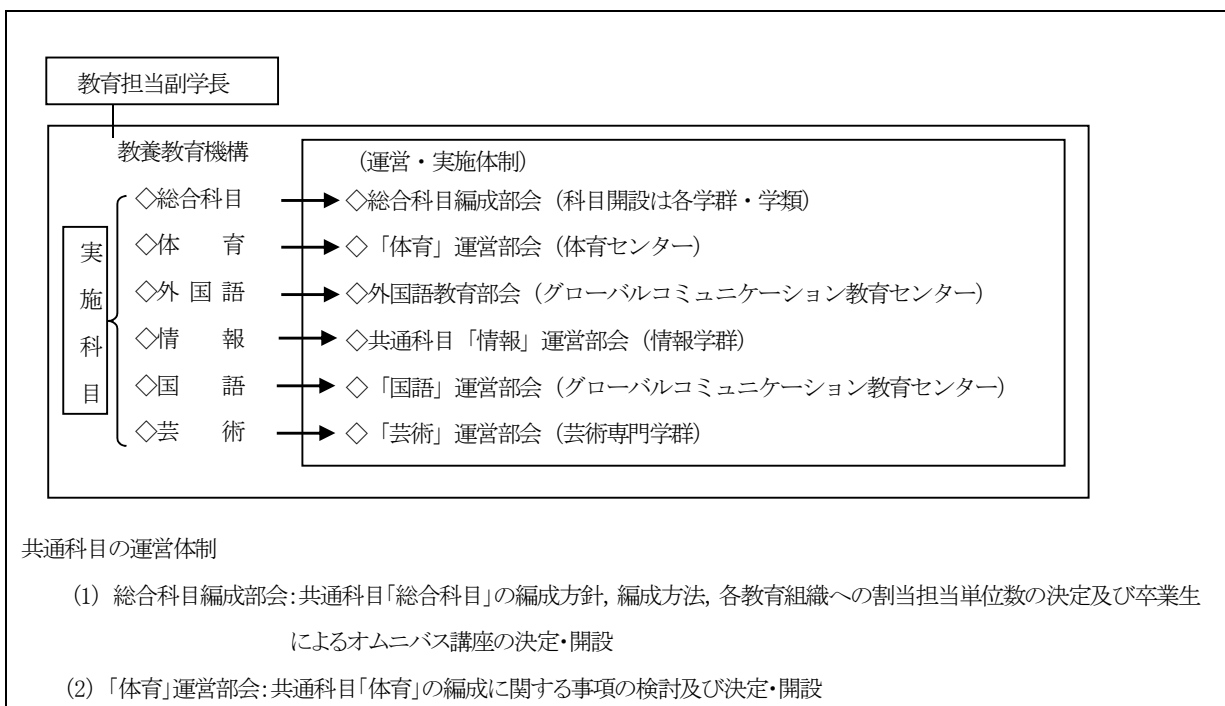 教育担当副学長
教養教育機構
(運営・実施体制)
実施科目
◇総合科目
◇総合科目編成部会（科目開設は各学群・学類）
◇体　　育
◇「体育」運営部会（体育センター）
◇外 国 語
◇外国語教育部会（グローバルコミュニケーション教育センター）
◇情　　報
◇共通科目「情報」運営部会（情報学群）
◇国　　語
◇「国語」運営部会（グローバルコミュニケーション教育センター）
◇芸　　術
◇「芸術」運営部会（芸術専門学群）
共通科目の運営体制
(1) 総合科目編成部会：共通科目「総合科目」の編成方針, 編成方法, 各教育組織への割当担当単位数の決定及び卒業生
によるオムニバス講座の決定・開設
(2) 「体育」運営部会：共通科目「体育」の編成に関する事項の検討及び決定・開設